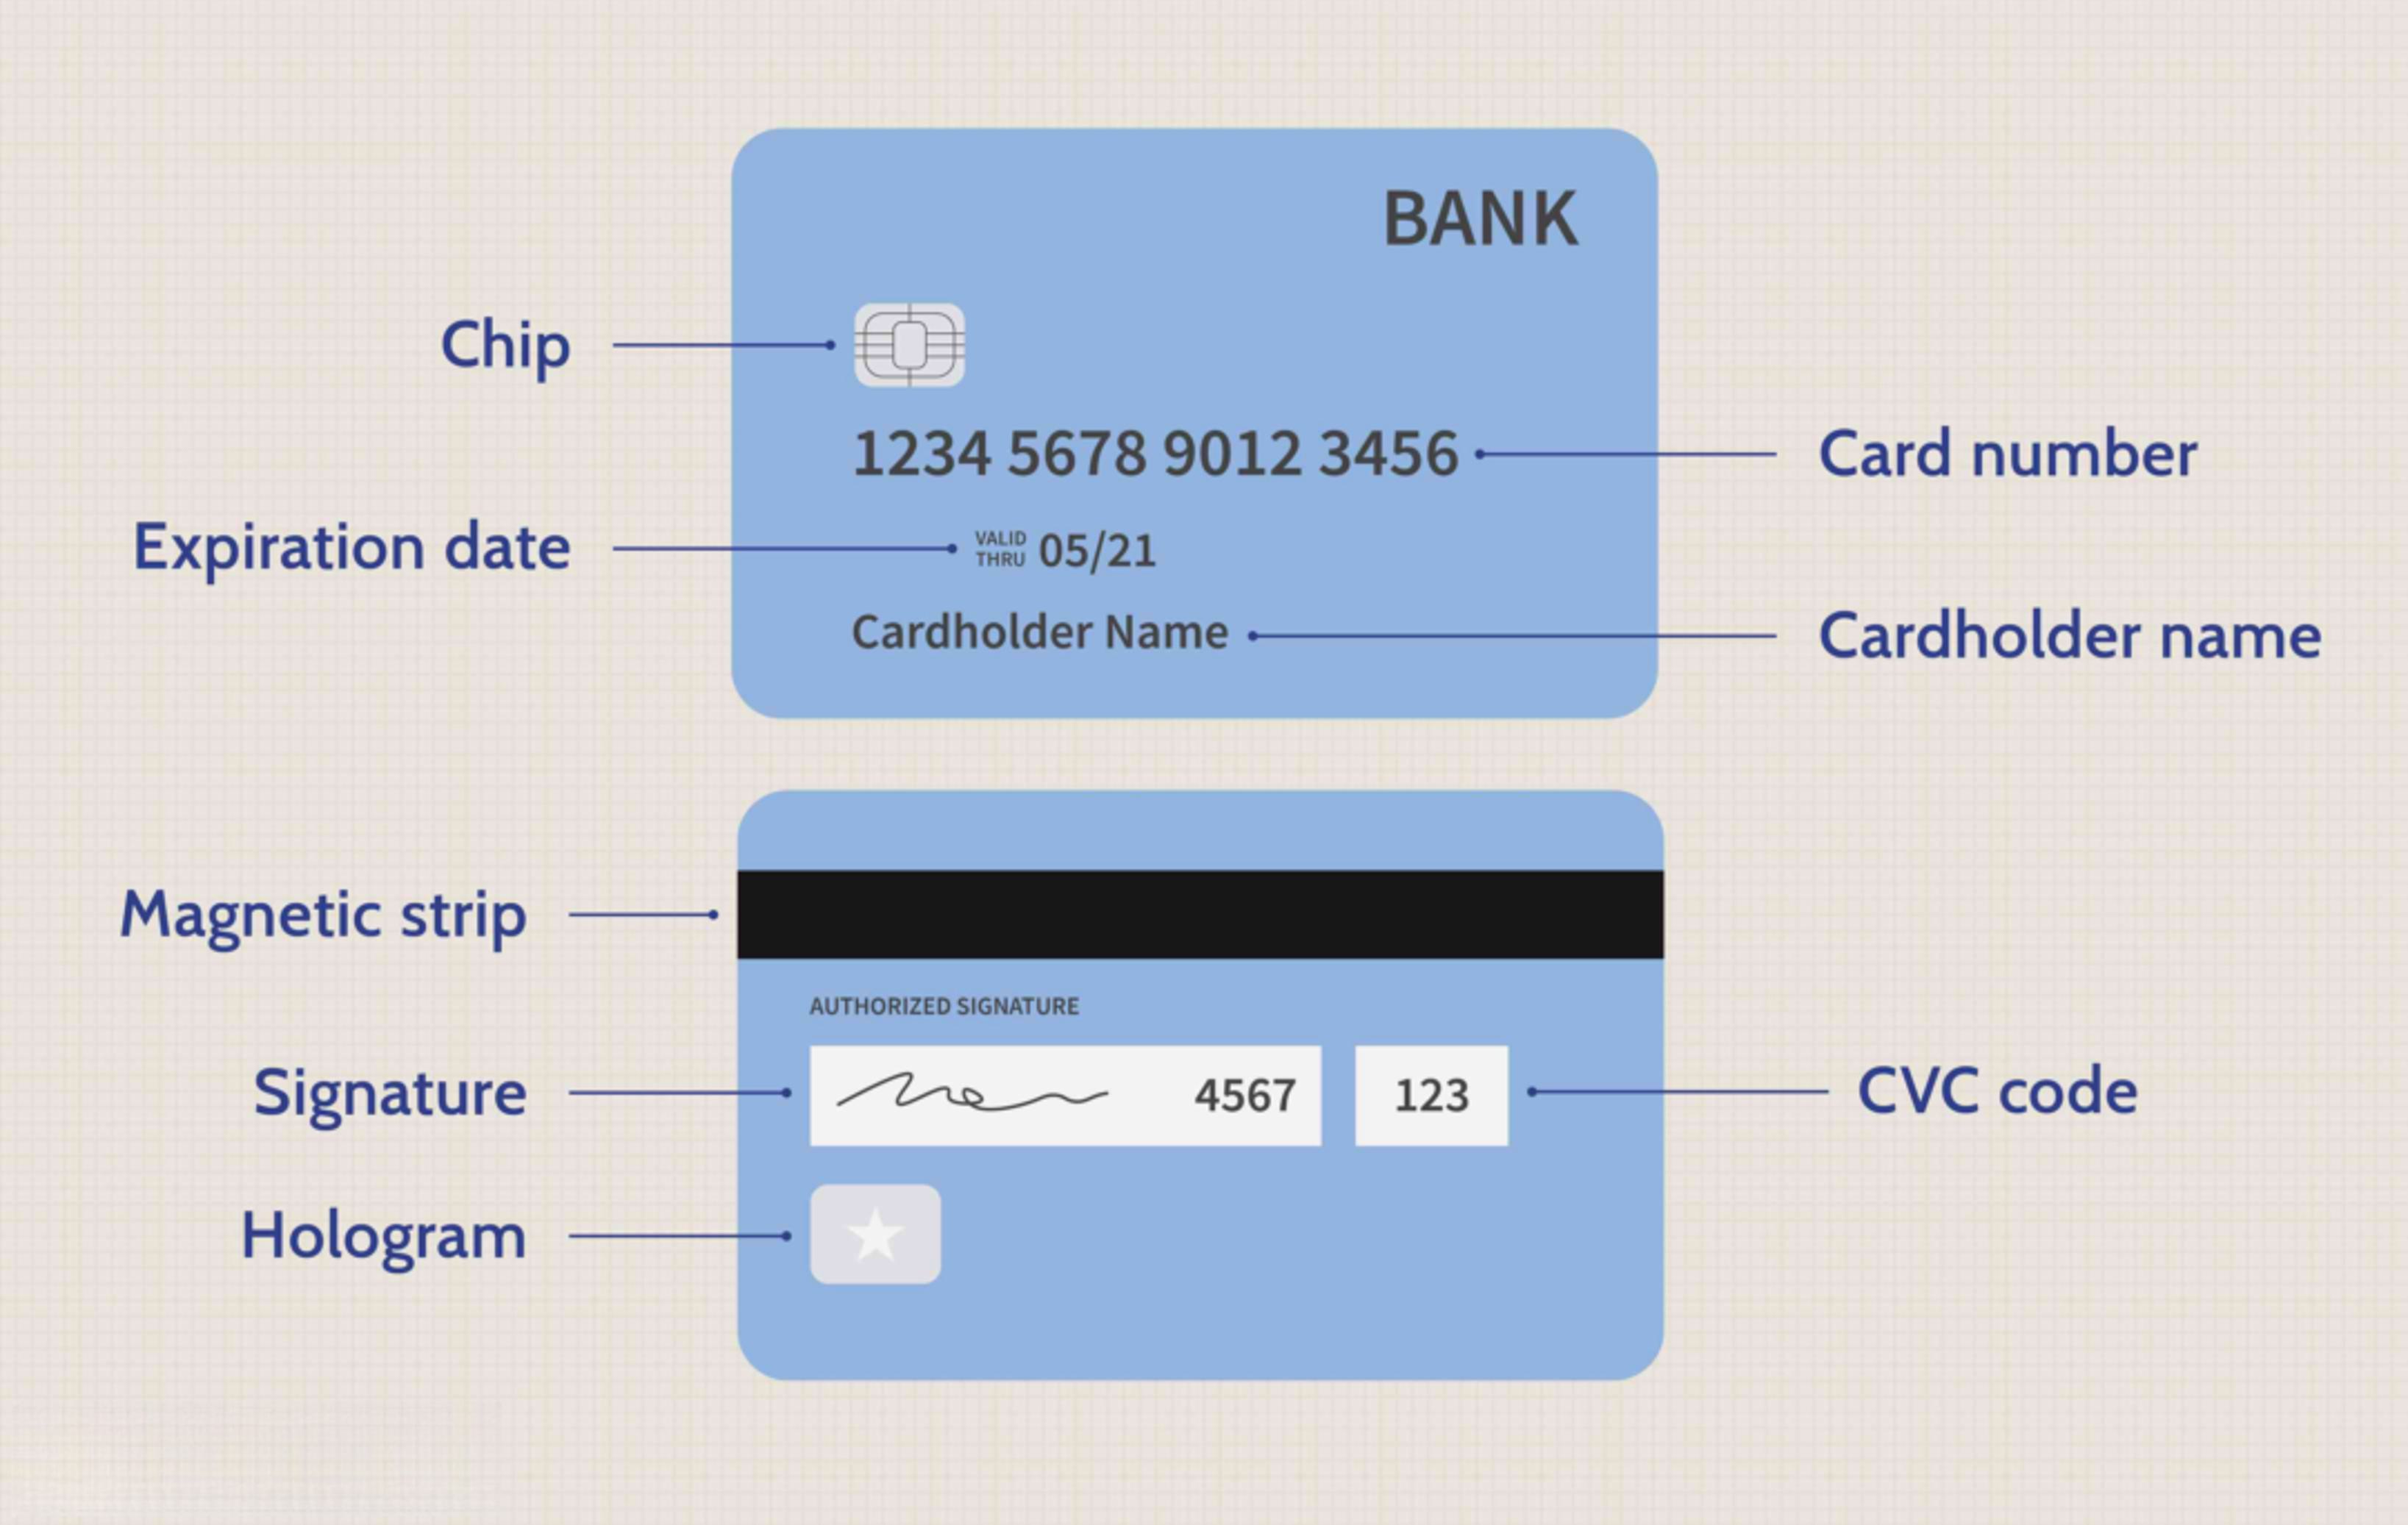 BANK
Chip
1234 5678 9012 3456
Card number
Expiration date
VALID
THRU
05/21
Cardholder Name
Cardholder name
Magnetic strip
AUTHORIZED SIGNATURE
Signature
4567
123
CVC code
Hologram